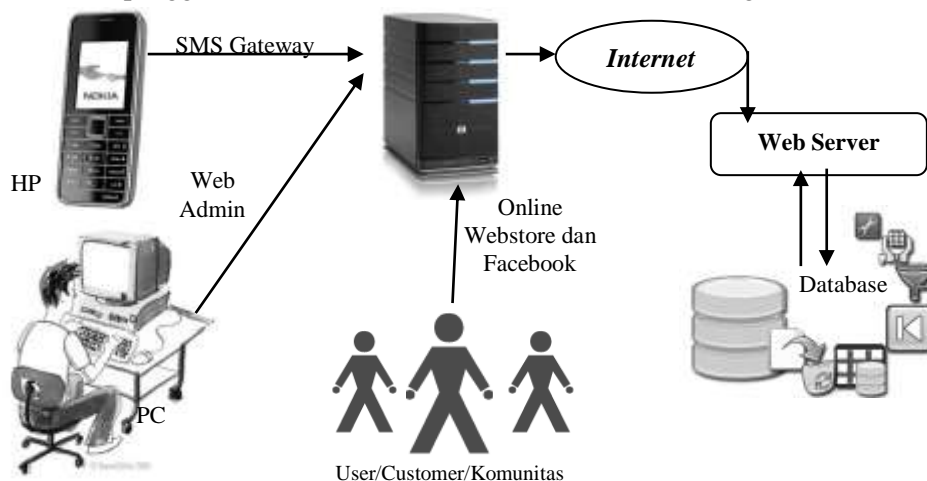 SMS Gateway
Internet
NOKIA
Web Server
HP
Web
Admin
Online
Webstore dan
Facebook
Database
PC
User/Customer/Komunitas